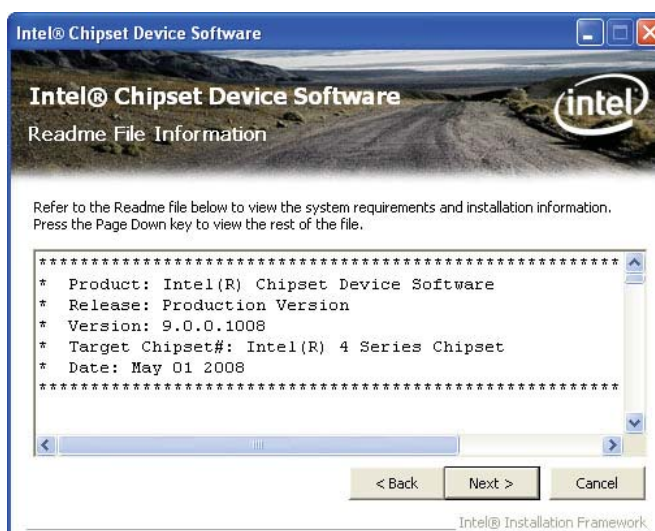 Intel® Chipset Device Software
Intel® Chipset Device Software
intel
Readme File Information
Refer to the Readme file below to view the system requirements and installation information.
Press the Page Down key to view the rest of the file.
********************************************************
* Product: Intel(R) Chipset Device Software
* Release: Production Version
* Version: 9.0.0.1008
* Target Chipset#: Intel(R) 4 Series Chipset
* Date: May 01 2008
********************************************************
< Back Next > Cancel
Intel® Installation Framework